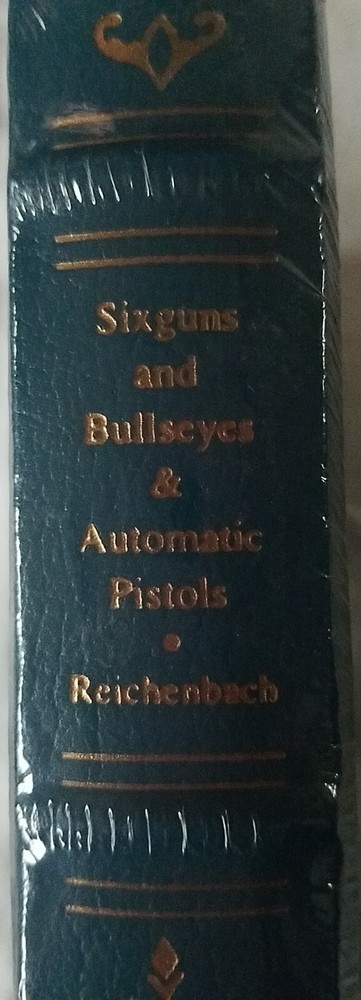 Sixguns
and
Bullseyes
&
Automatic
Pistols
•
Reichenbach